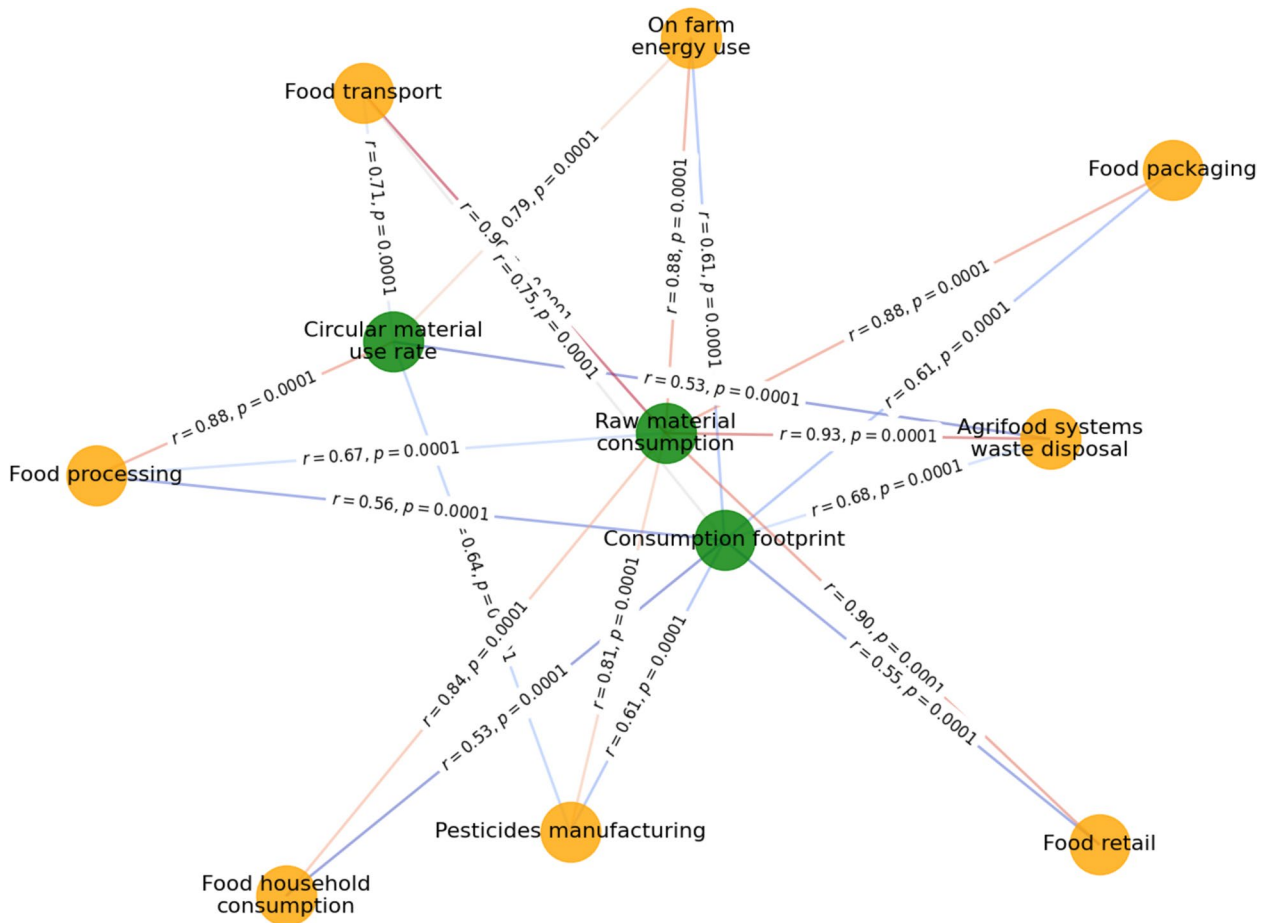 On farm
energy use
Food transport
Food packaging
r=0.71, p=0.0001
0.79, p=0.0001
r=0.88, p=0.0001
r=0.61, p=0.0001
r=0.75, p=0.0001
r=0.88, p=0.0001
r=0.61, p=0.0001
Circular material
use rate
r=0.88, p=0.0001
r=0.53, p=0.0001
Raw material
consumption
r=0.93, p=0.0001
Agrifood systems
waste disposal
r=0.67, p=0.0001
Food processing
r=0.68, p=0.0001
r=0.56, p=0.0001
Consumption footprint
r=0.84, p=0.0001
r=0.81, p=0.0001
r=0.61, p=0.0001
r=0.90, p=0.0001
r=0.55, p=0.0001
r=0.53, p=0.0001
Pesticides manufacturing
Food retail
Food household
consumption